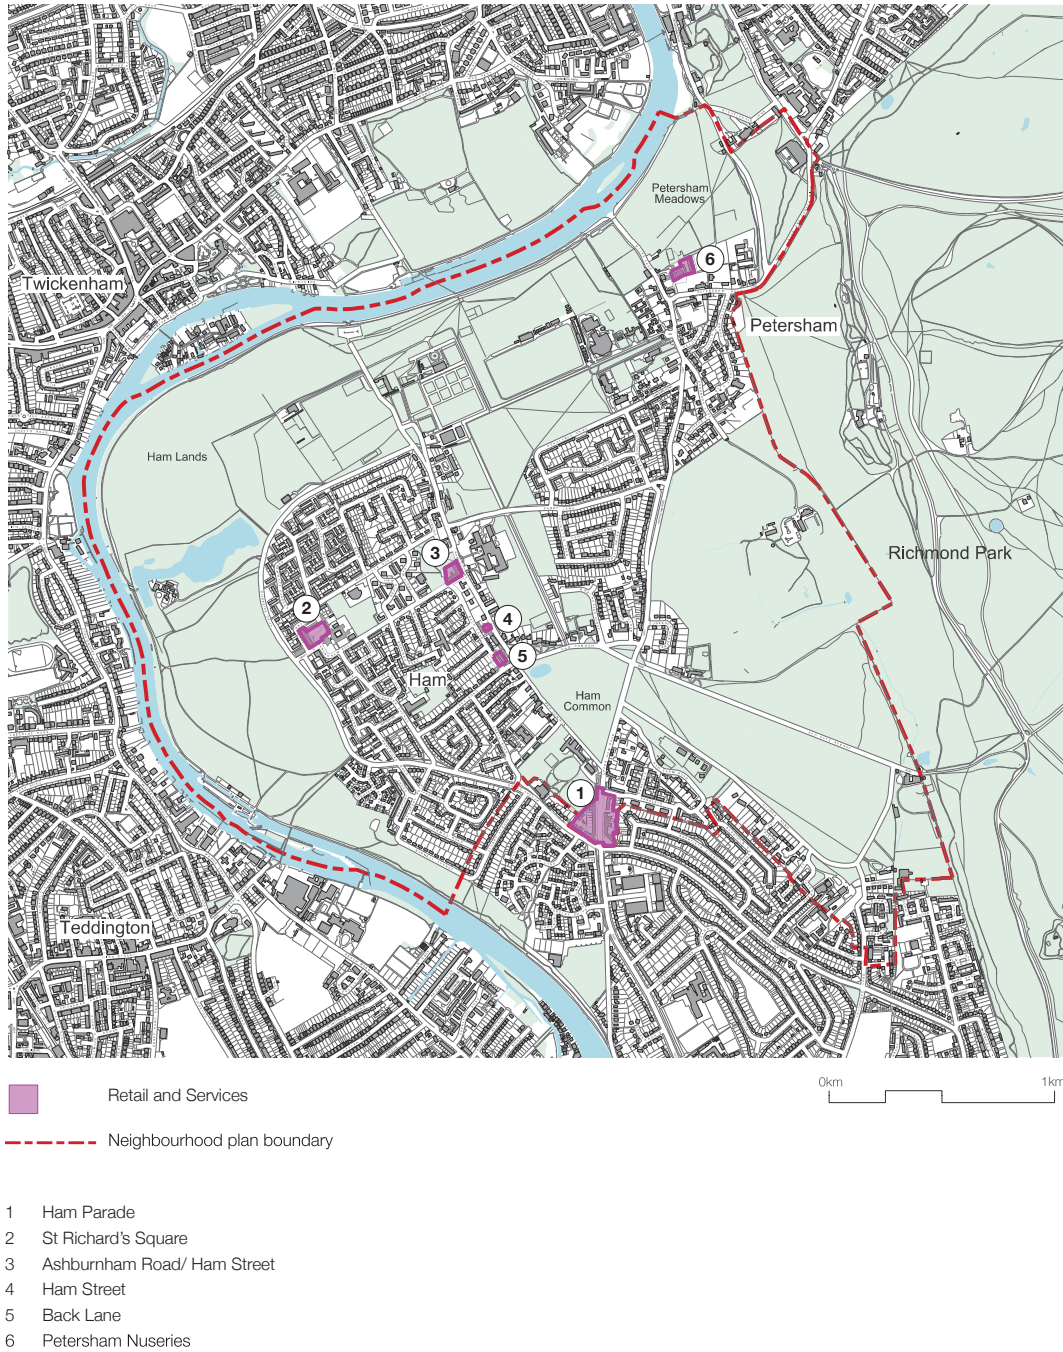 6
Petersham
Meadows
Twickenham
Petersham
Ham Lands
3
Richmond Park
2
4
5
Ham
Ham
Common
1
Teddington
Retail and Services
0km 1km
Neighbourhood plan boundary
1 Ham Parade
2 St Richard's Square
3 Ashburnham Road/ Ham Street
4 Ham Street
5 Back Lane
6 Petersham Nuseries